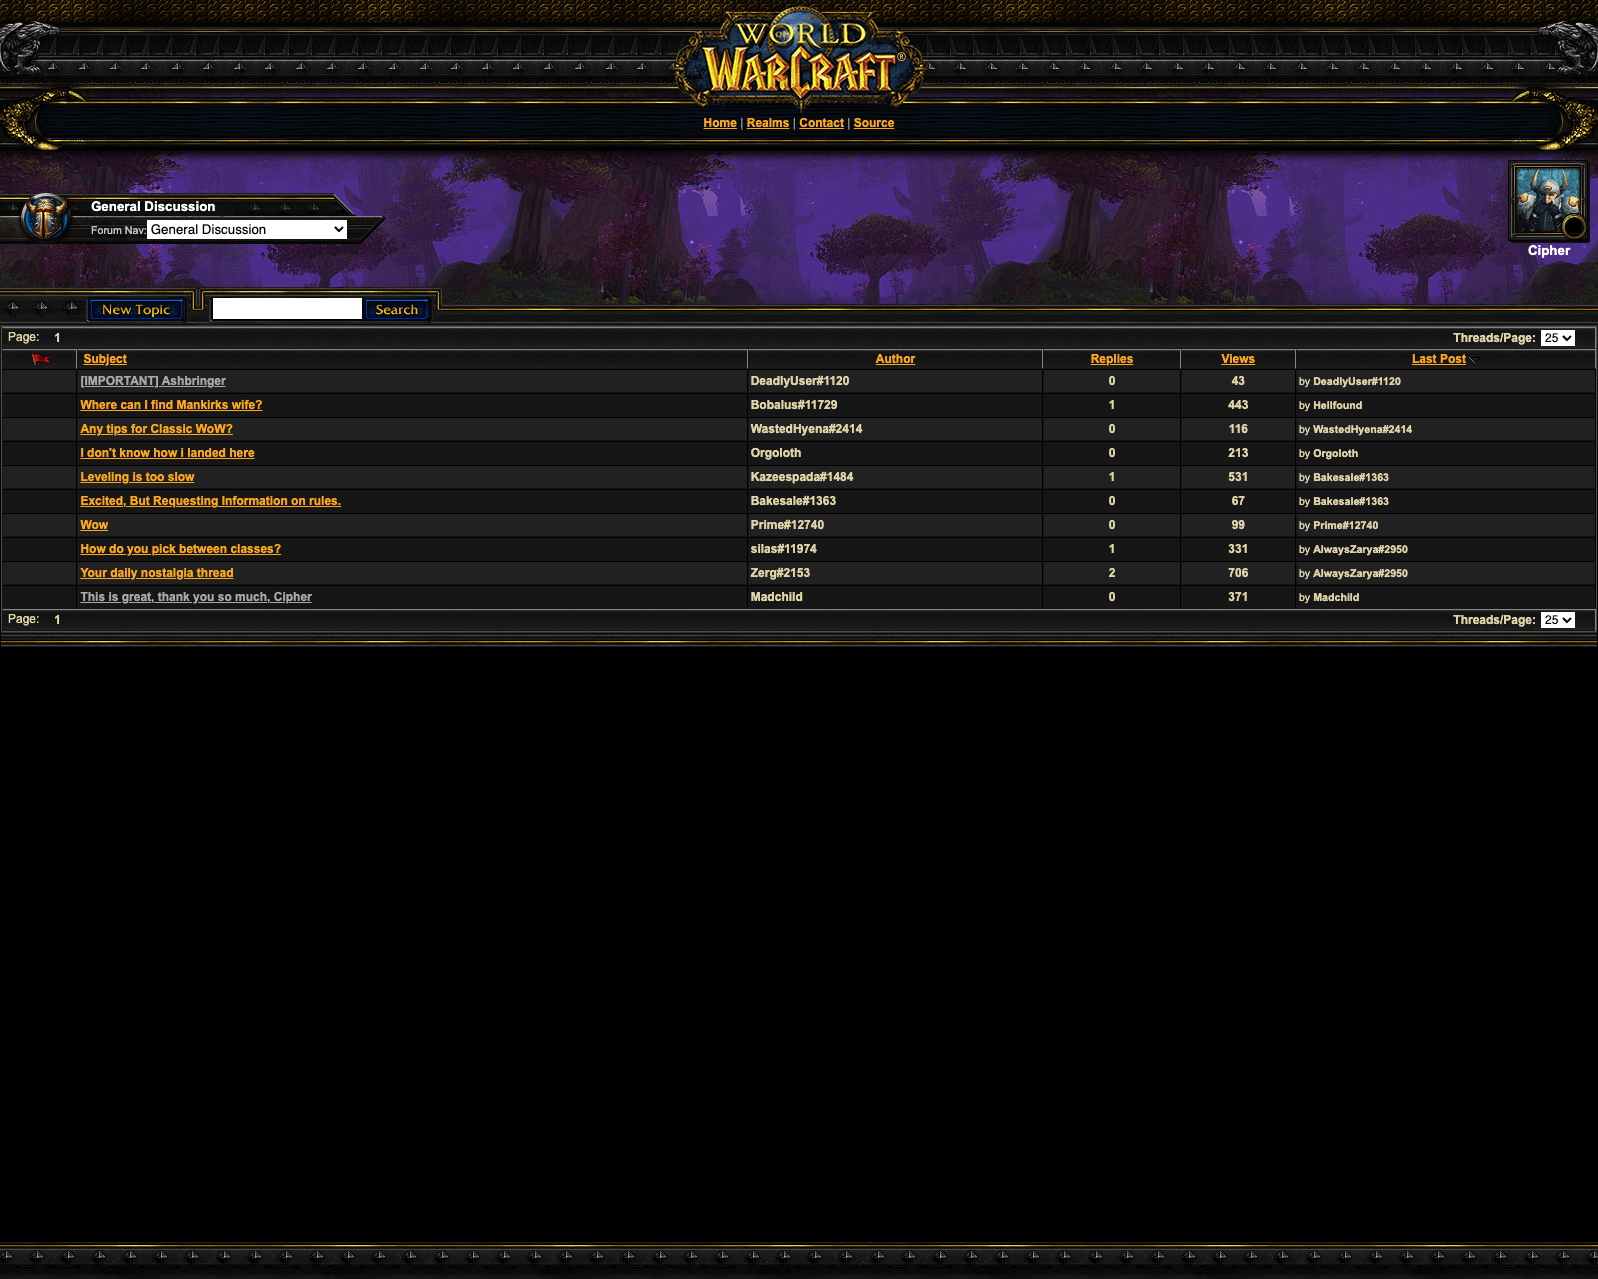 WORLD OF WARCRAFT®
Home | Realms | Contact | Source
General Discussion
Forum Nav: General Discussion
Cipher
New Topic Search
Page: 1 Threads/Page: 25
Subject Author Replies Views Last Post
[IMPORTANT] Ashbringer DeadlyUser#1120 0 43 by DeadlyUser#1120
Where can I find Mankirks wife? Bobalus#11729 1 443 by Hellfound
Any tips for Classic WoW? WastedHyena#2414 0 116 by WastedHyena#2414
I don't know how i landed here Orgoloth 0 213 by Orgoloth
Leveling is too slow Kazeespada#1484 1 531 by Bakesale#1363
Excited, But Requesting Information on rules. Bakesale#1363 0 67 by Bakesale#1363
Wow Prime#12740 0 99 by Prime#12740
How do you pick between classes? silas#11974 1 331 by AlwaysZarya#2950
Your daily nostalgia thread Zerg#2153 2 706 by AlwaysZarya#2950
This is great, thank you so much, Cipher Madchild 0 371 by Madchild
Page: 1 Threads/Page: 25